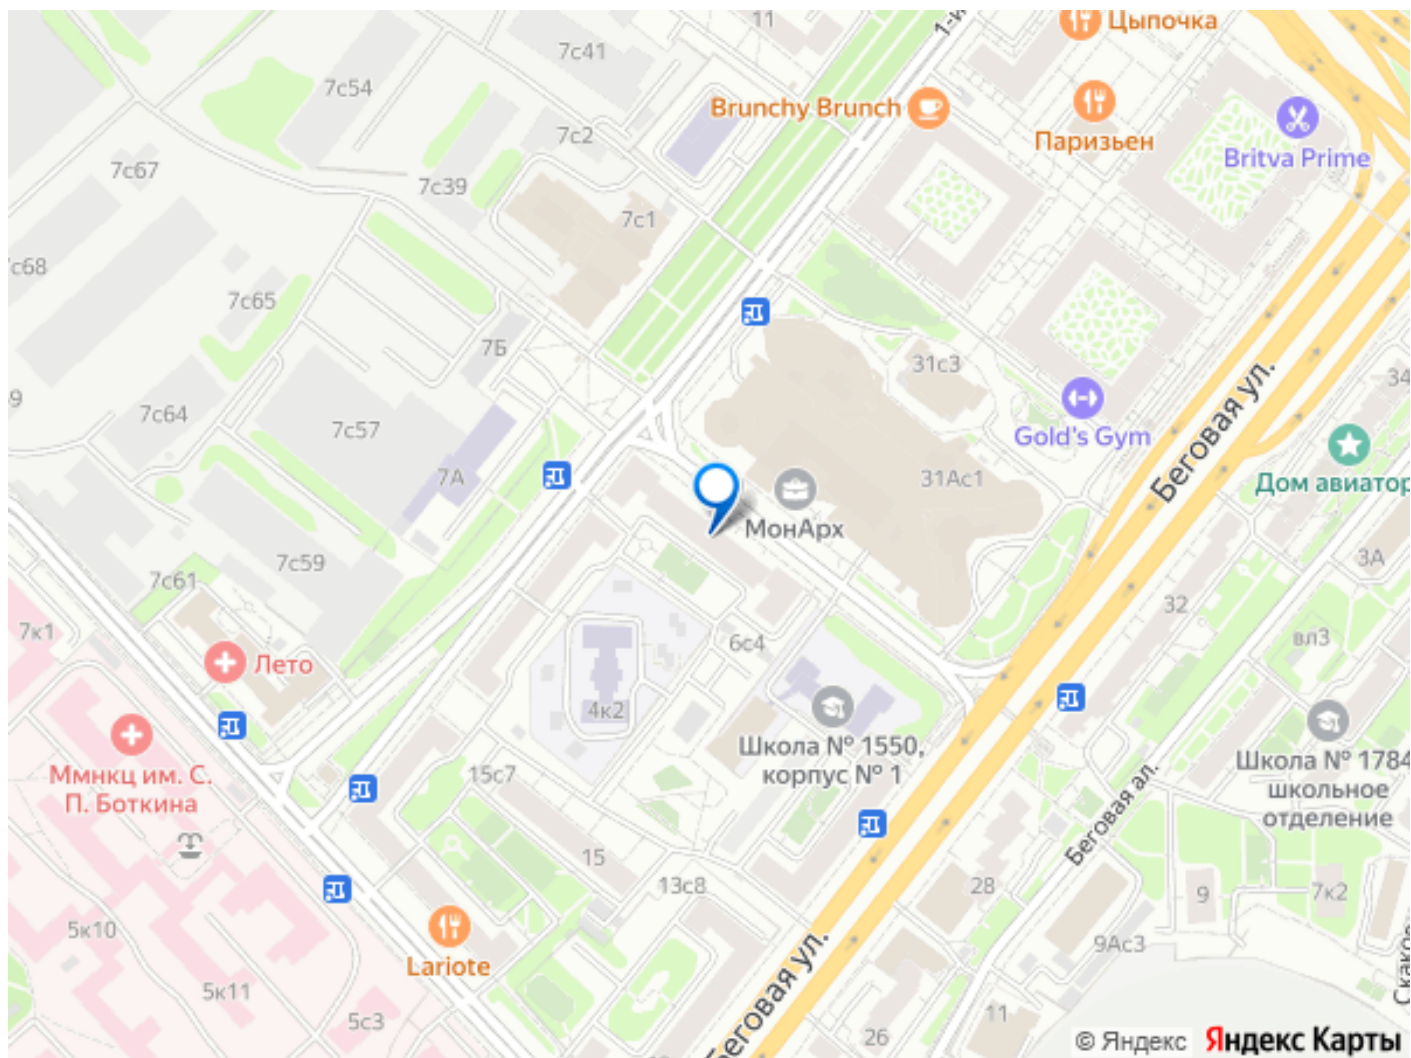 11
1-й
Цыпочка
7с41
7с54
Brunchy Brunch
7с2
Паризьен
Britva Prime
7с67
7с39
7с1
с68
7с65
7Б
31с3
34
9
7с64
7с57
Gold's Gym
Беговая ул.
7А
31Ас1
Дом авиатор
МонАрх
7с59
7с61
3А
32
7к1
Лето
6с4
вл3
4к2
Школа № 1550,
корпус № 1
Ммнкц им. С.
П. Боткина
15с7
Школа № 1784
школьное
отделение
Беговая ал.
15
13с8
28
9
7к2
5к10
Lariote
9Ас3
Скаков
5к11
5с3
Беговая ул.
11
26
© Яндекс
Яндекс Карты